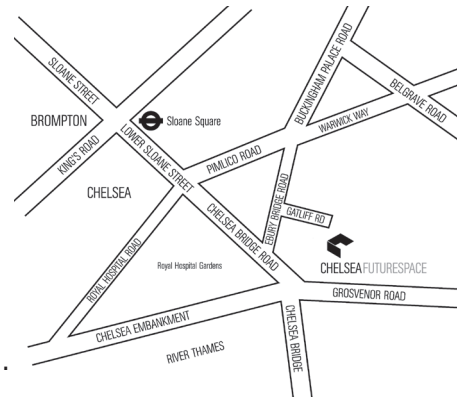 SLOANE STREET
BROMPTON
KING'S ROAD
Sloane Square
LOWER SLOANE STREET
CHELSEA
PIMLICO ROAD
BUCKINGHAM PALACE ROAD
BELGRAVE ROAD
WARWICK WAY
EBURY BRIDGE ROAD
GATLIFF RD
CHELSEA BRIDGE ROAD
ROYAL HOSPITAL ROAD
Royal Hospital Gardens
CHELSEAFUTURESPACE
GROSVENOR ROAD
CHELSEA EMBANKMENT
RIVER THAMES
CHELSEA BRIDGE
.